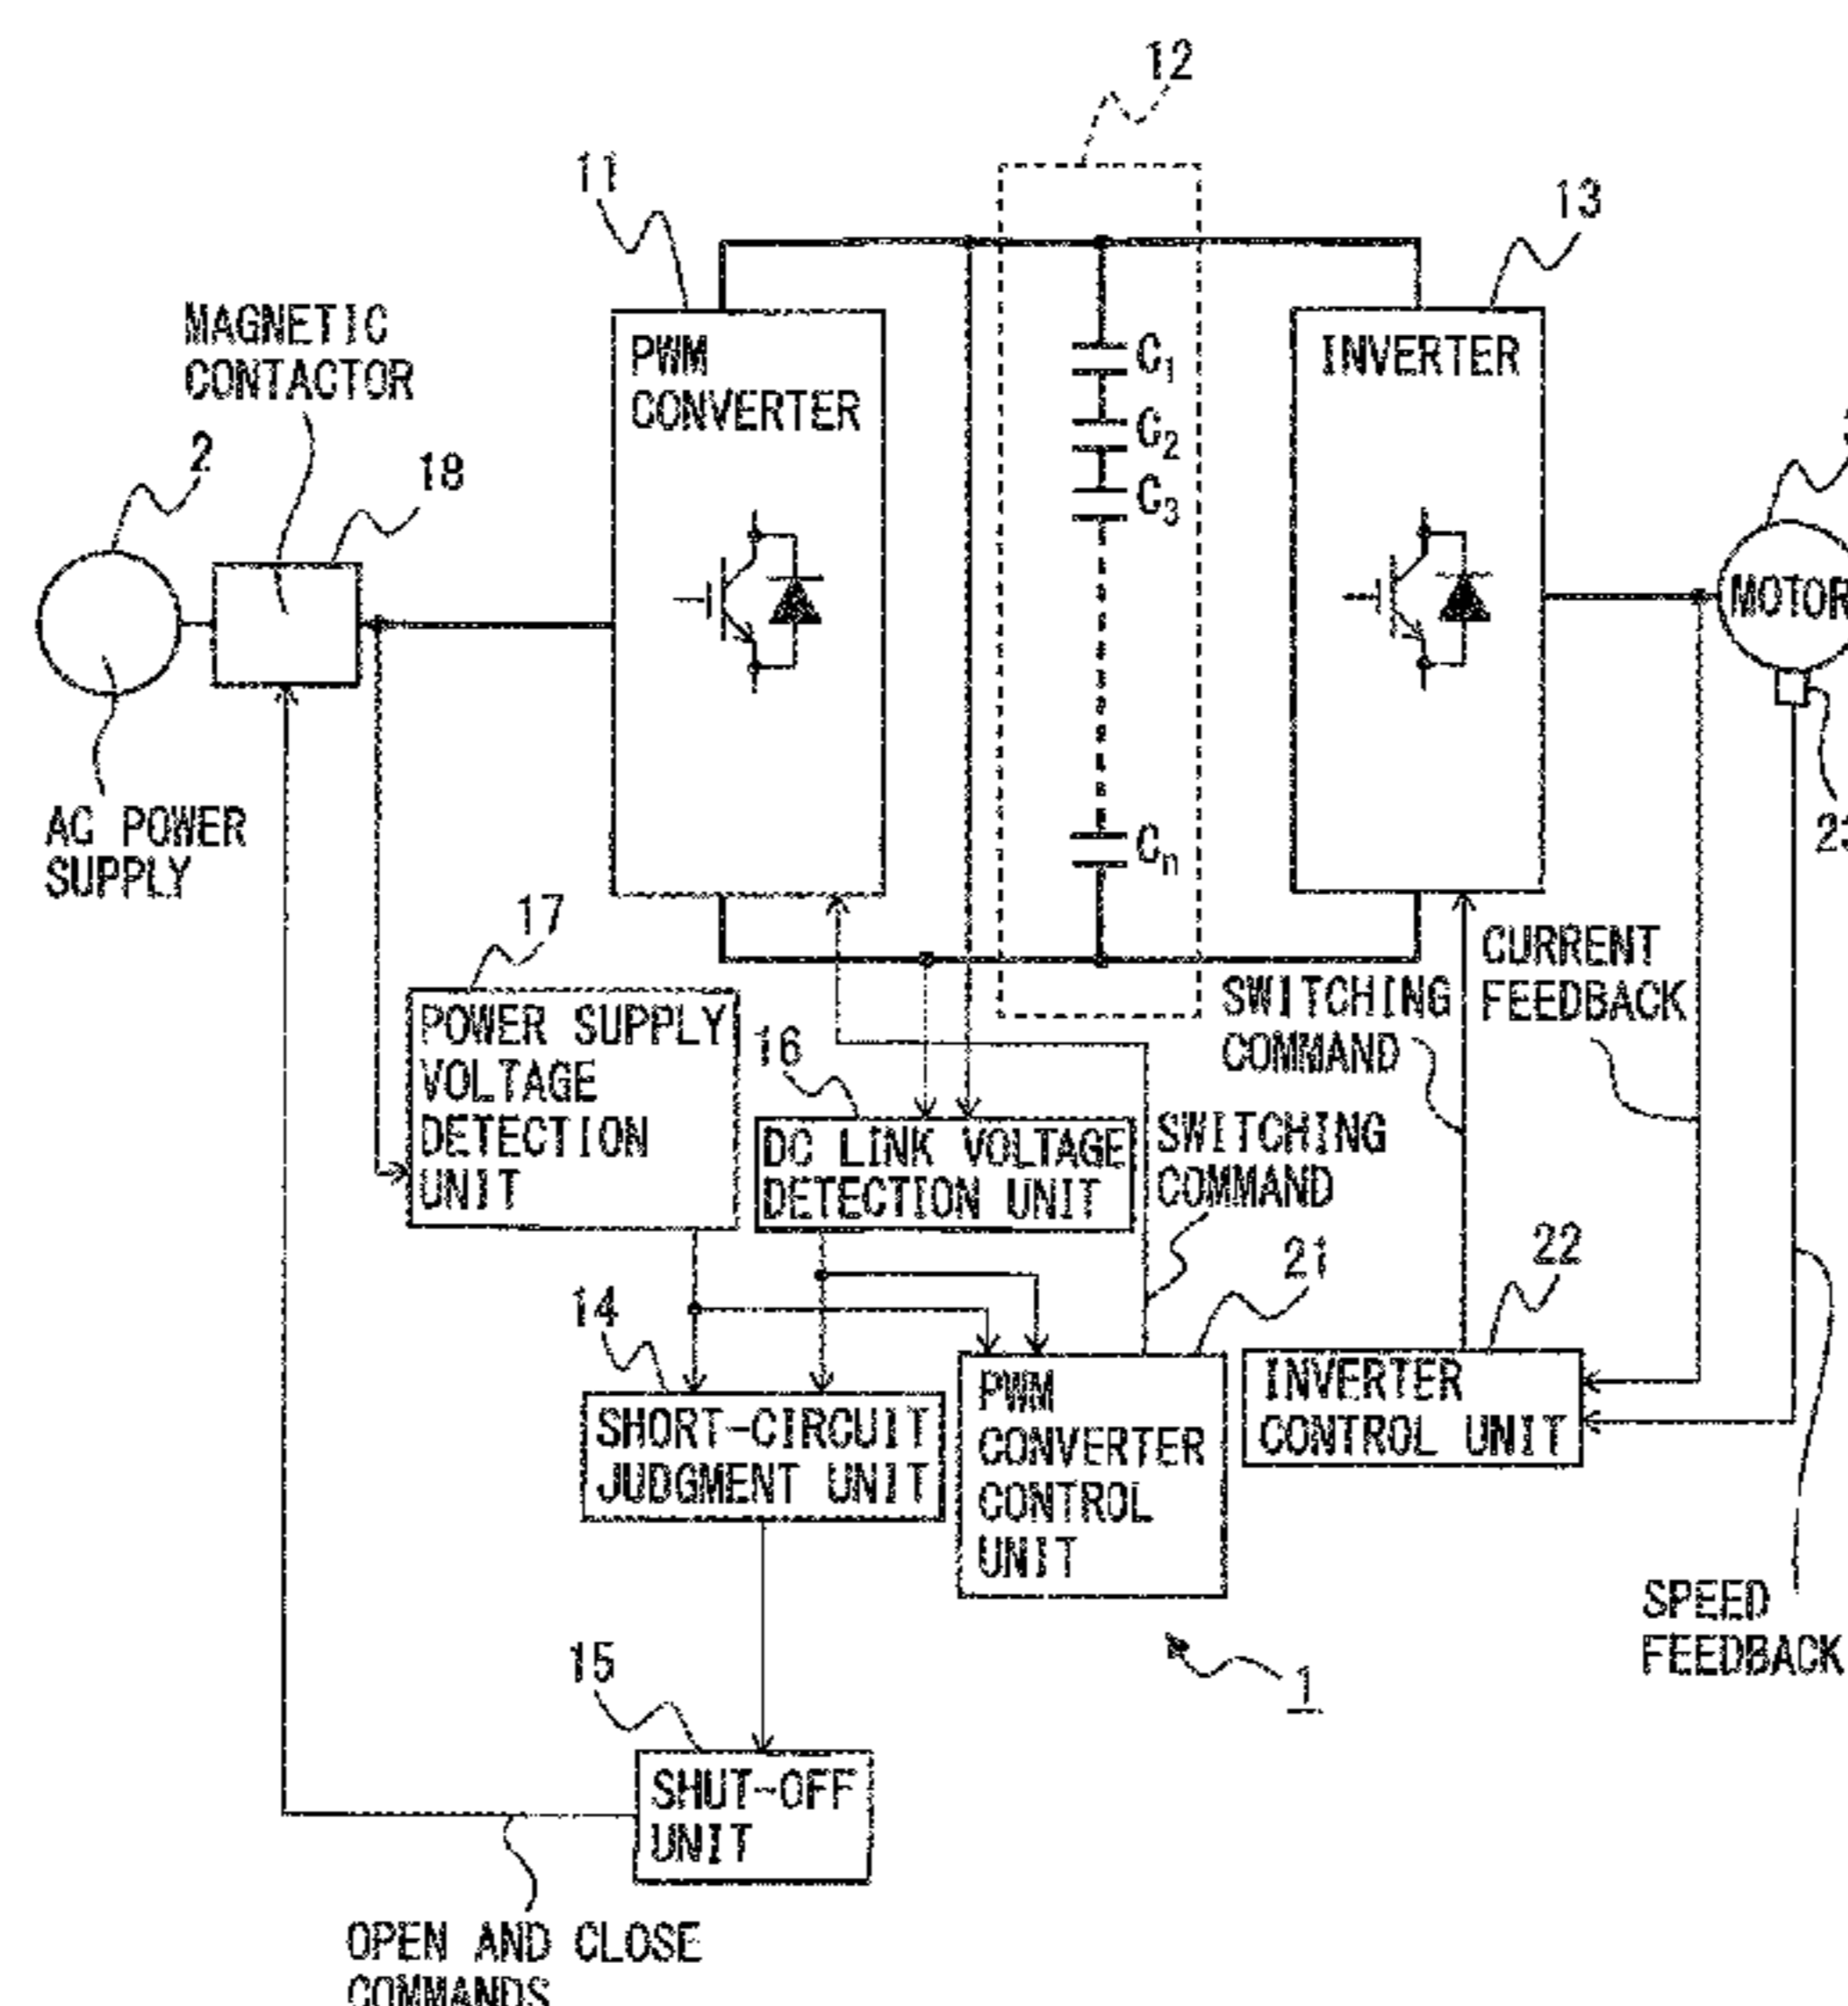 12
11
13
MAGNETIC
CONTACTOR
PWM
CONVERTER
INVERTER
C1
C2
C3
Cn
2
18
MOTOR
AC POWER
SUPPLY
17
CURRENT
FEEDBACK
SWITCHING
COMMAND
POWER SUPPLY
VOLTAGE
DETECTION
UNIT
16
DC LINK VOLTAGE
DETECTION UNIT
SWITCHING
COMMAND
21
22
14
SHORT-CIRCUIT
JUDGMENT UNIT
PWM
CONVERTER
CONTROL
UNIT
INVERTER
CONTROL UNIT
SPEED
FEEDBACK
1
15
SHUT-OFF
UNIT
OPEN AND CLOSE
COMMANDS